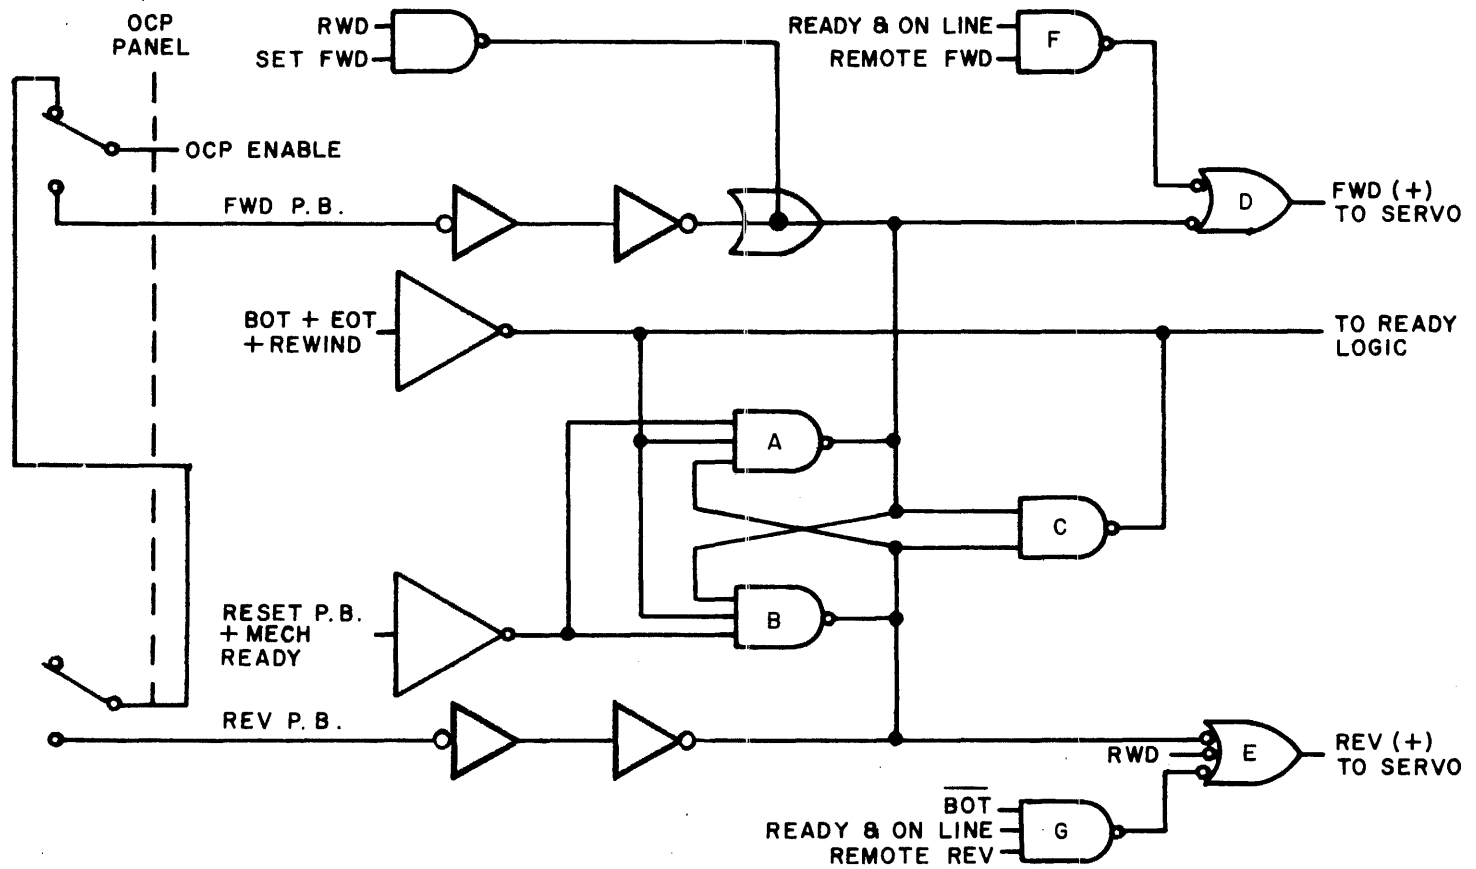 OCP
PANEL
RWD
SET FWD
READY & ON LINE
REMOTE FWD
F
OCP ENABLE
FWD P.B.
D
FWD (+)
TO SERVO
BOT + EOT
+REWIND
TO READY
LOGIC
A
C
RESET P.B.
+ MECH
READY
B
REV P.B.
RWD
E
REV (+)
TO SERVO
B̅O̅T̅
READY & ON LINE
REMOTE REV
G